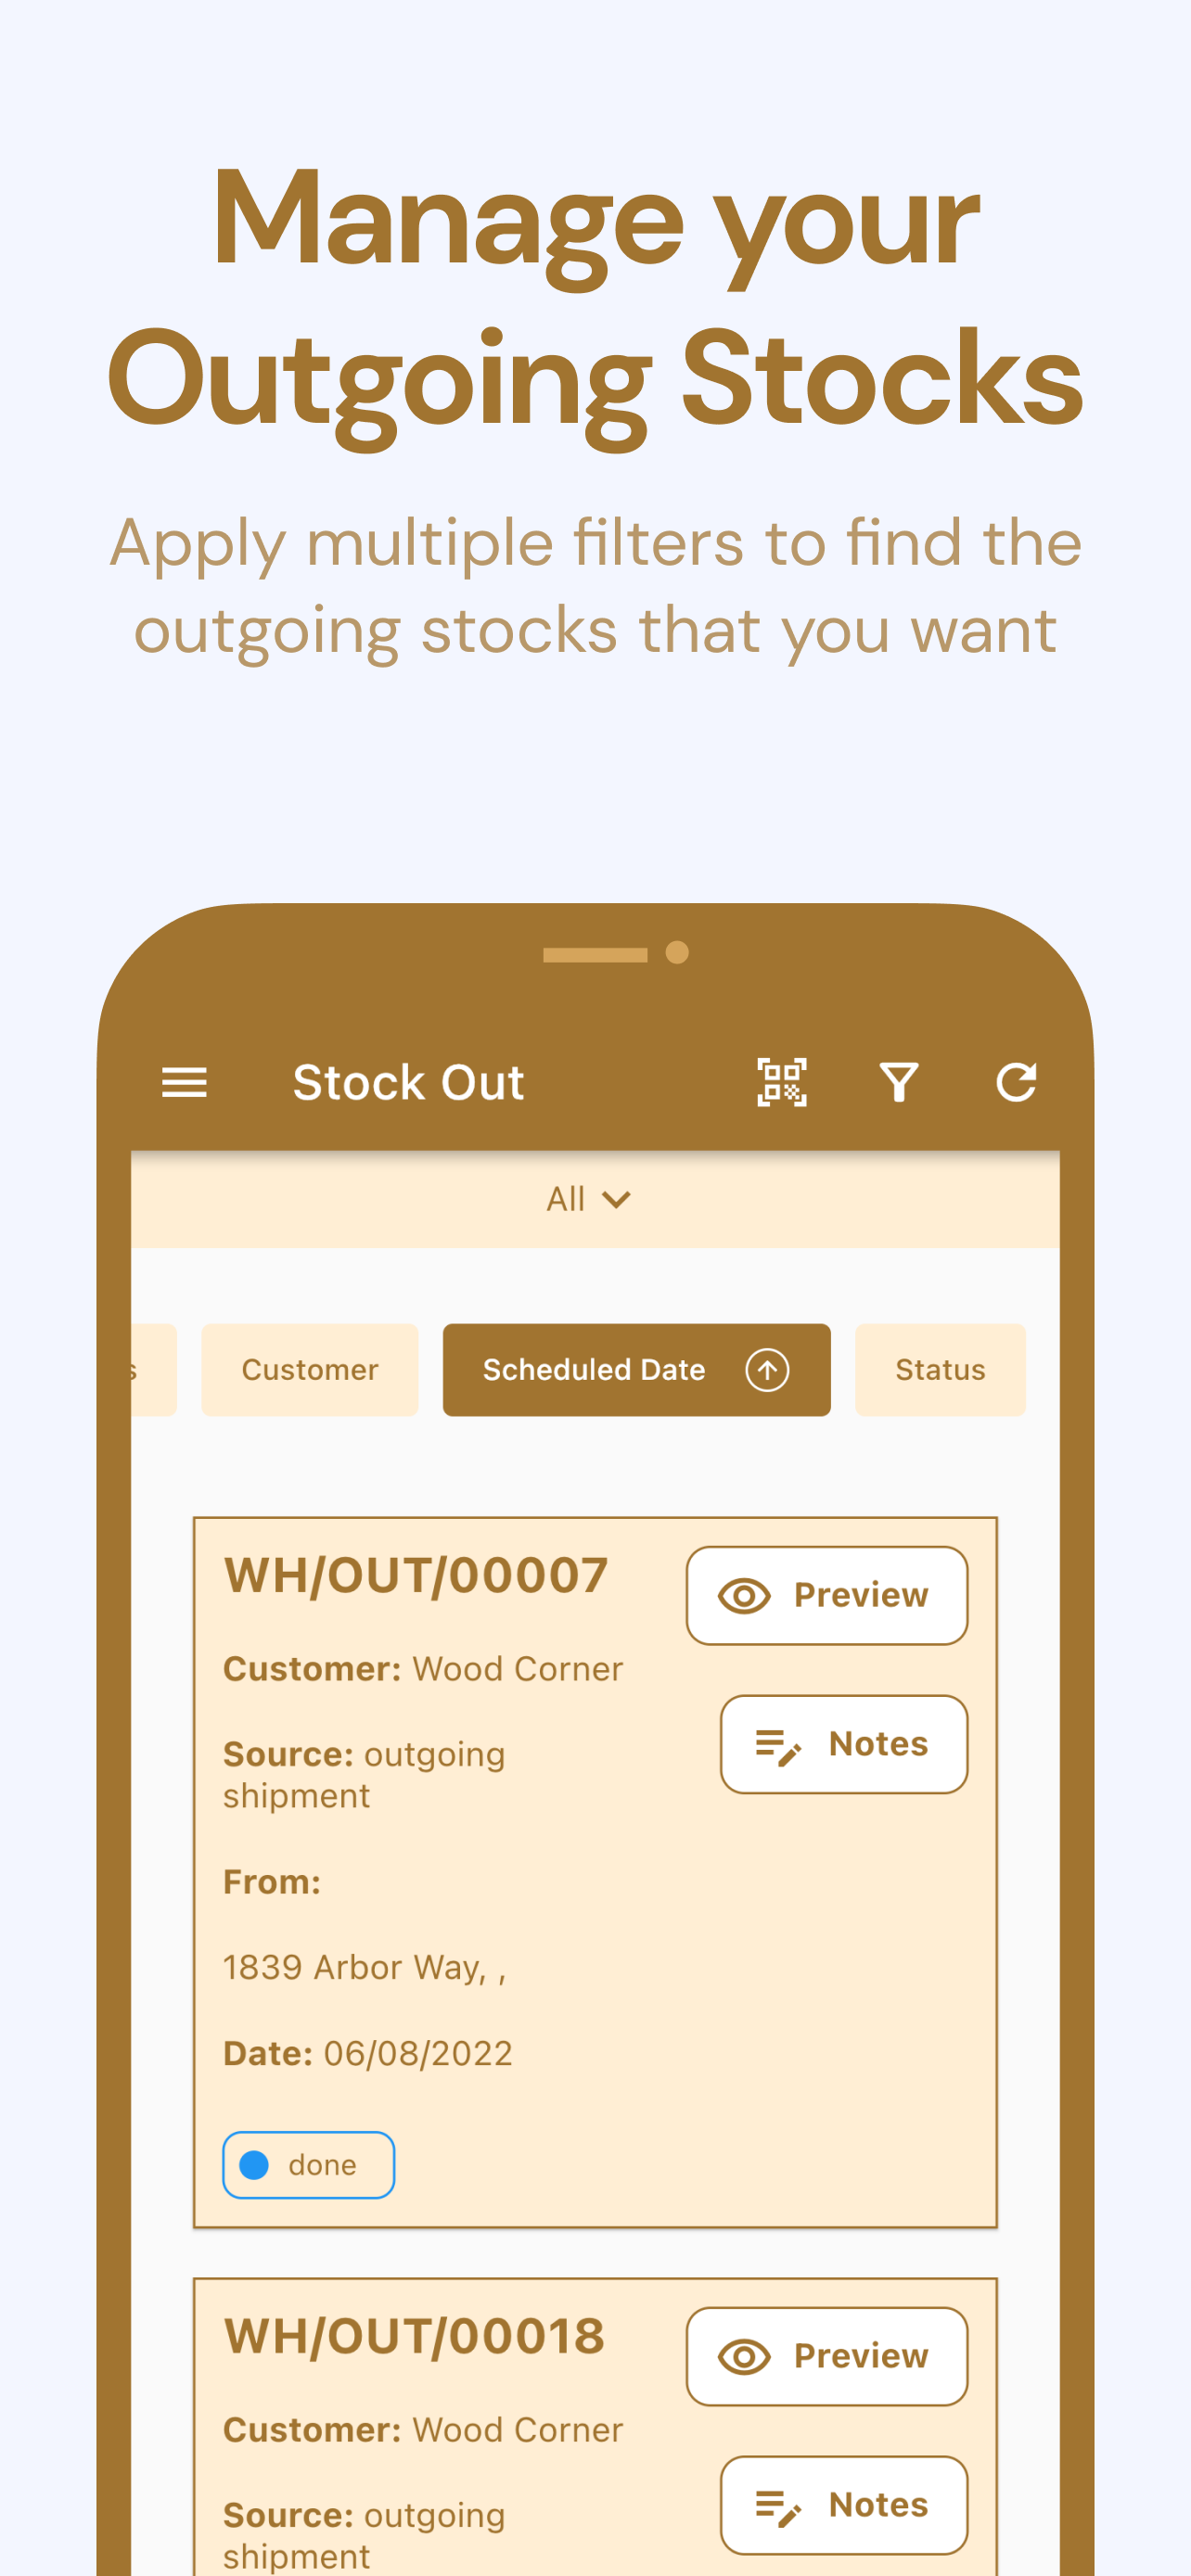 Manage your
Outgoing Stocks
Apply multiple filters to find the
outgoing stocks that you want
Stock Out
All
s Customer Scheduled Date Status
WH/OUT/00007
Preview
Customer: Wood Corner
Notes
Source: outgoing
shipment
From:
1839 Arbor Way, ,
Date: 06/08/2022
done
WH/OUT/00018
Preview
Customer: Wood Corner
Notes
Source: outgoing
shipment